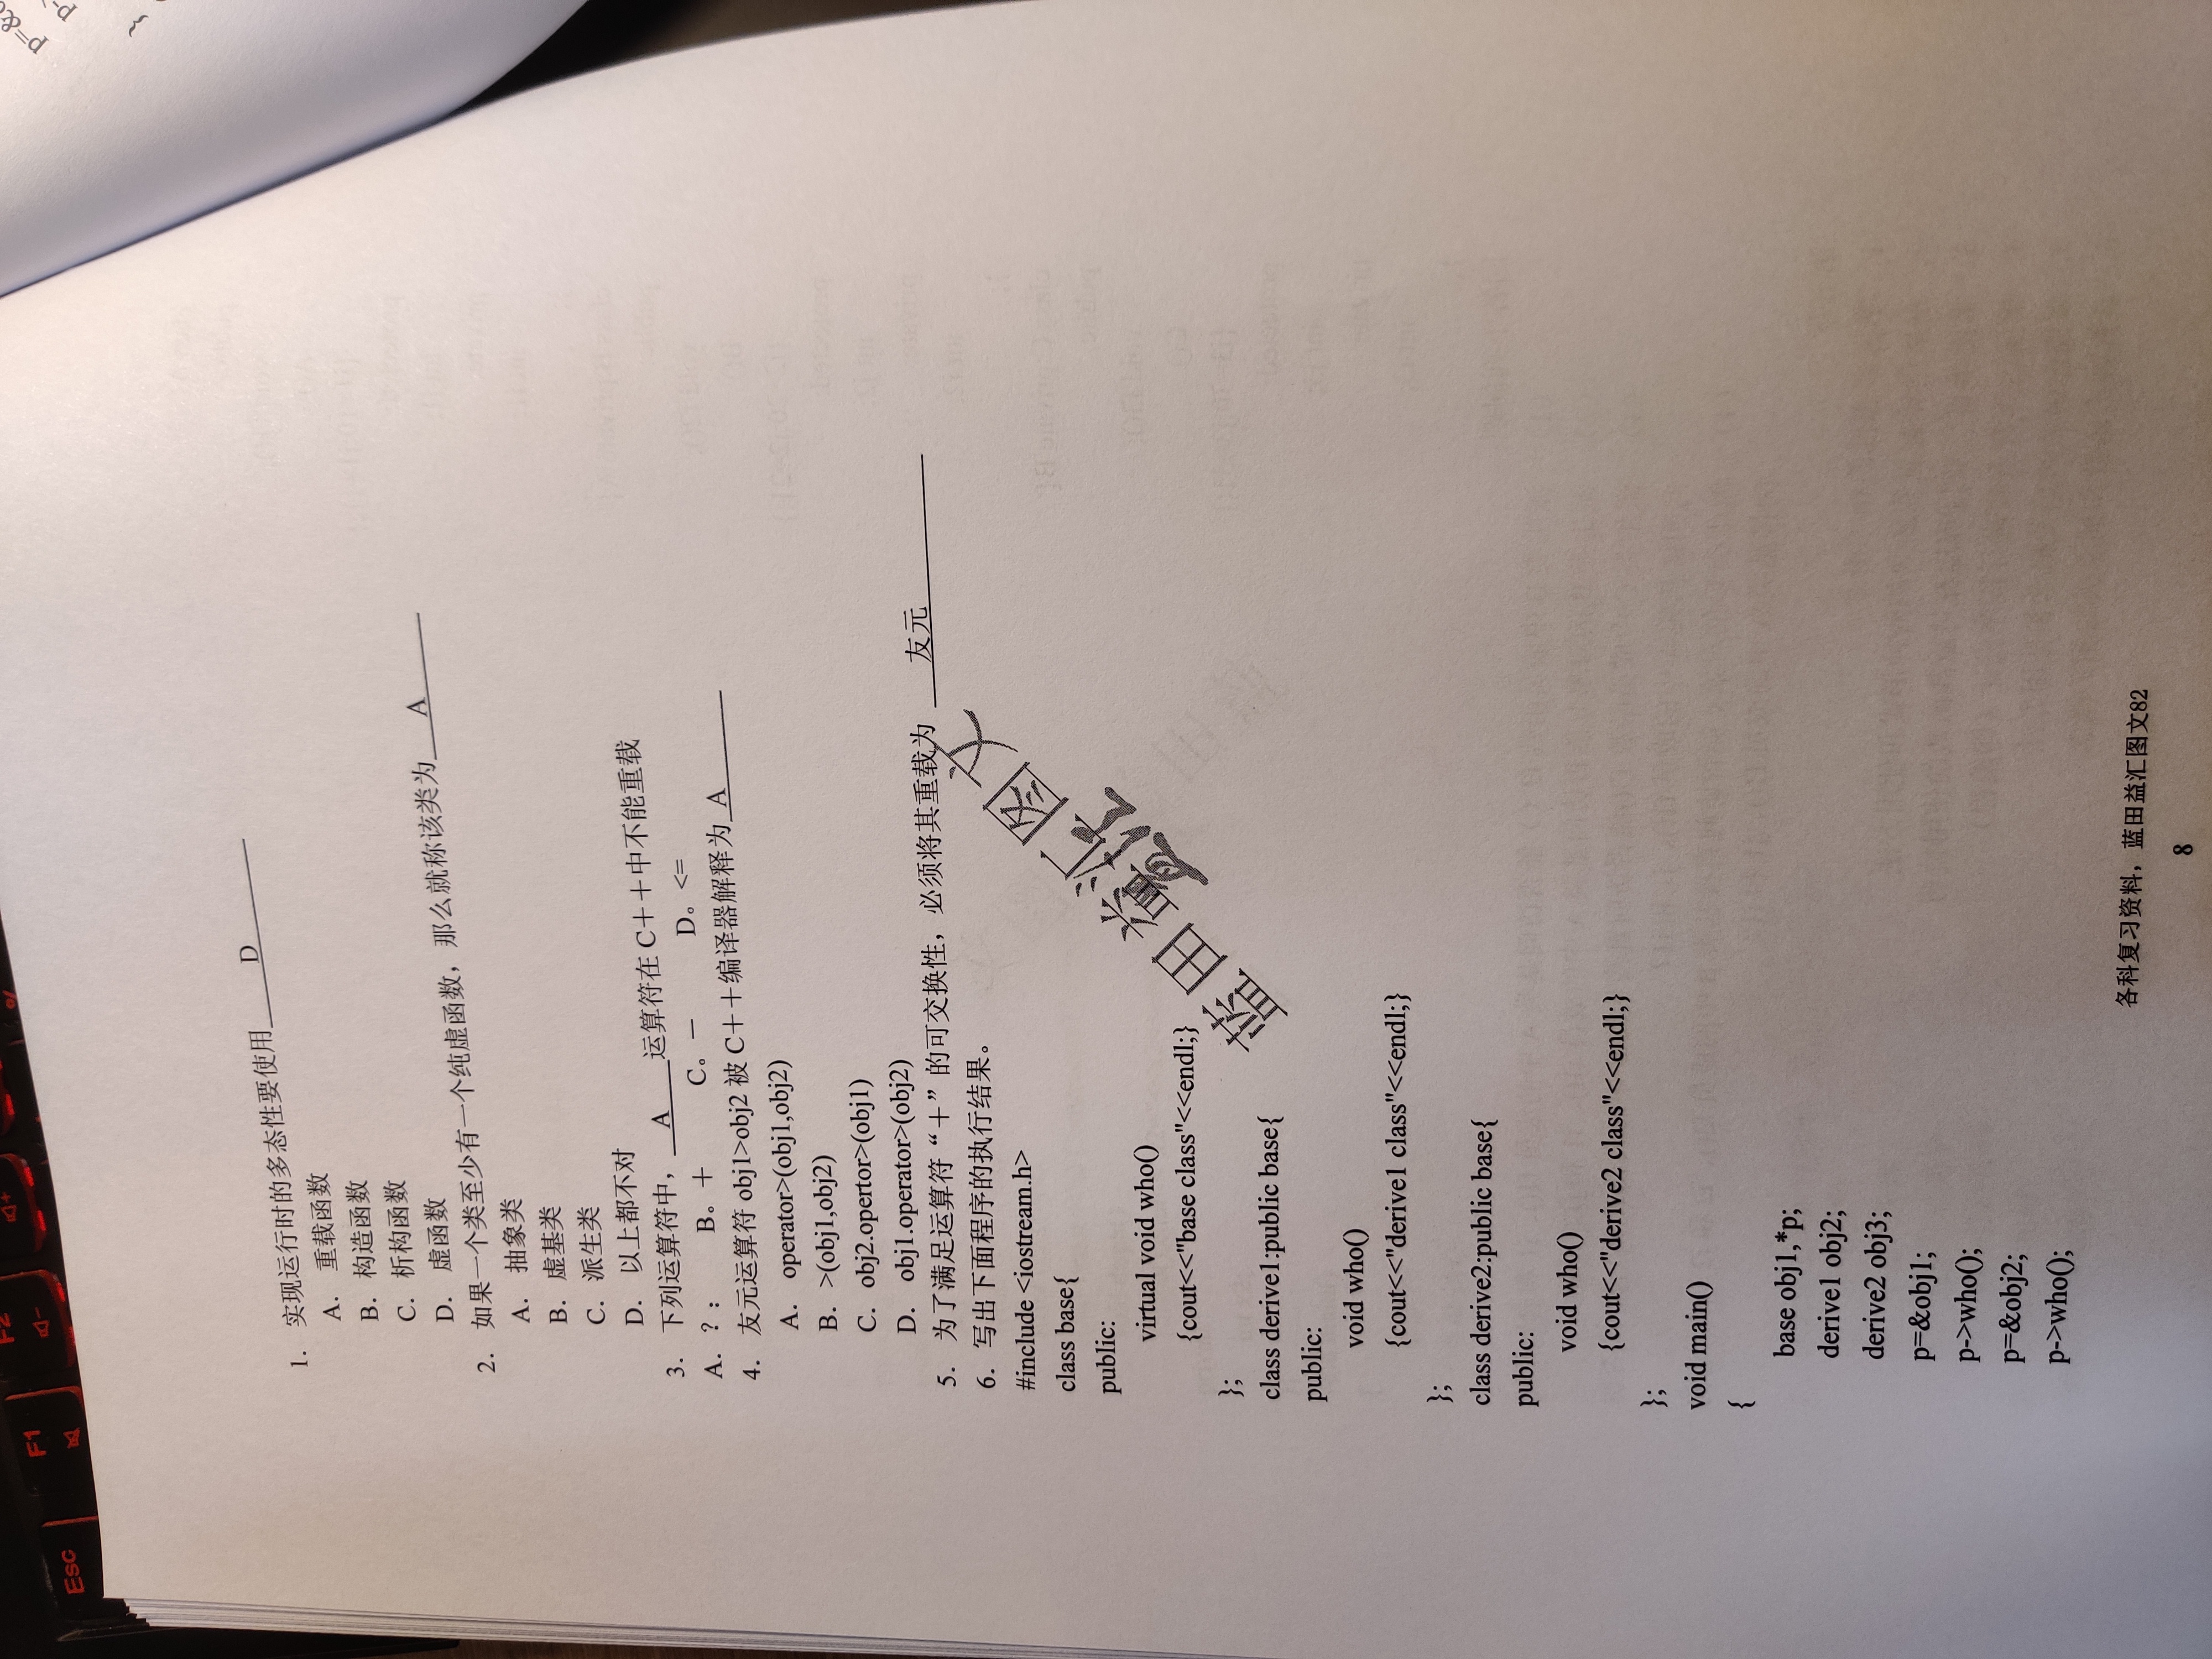 Esc
F1
F2
%
p=&
p-
}
1. 实现运行时的多态性要使用 D
A. 重载函数
B. 构造函数
C. 析构函数
D. 虚函数
2. 如果一个类至少有一个纯虚函数，那么就称该类为 A
A. 抽象类
B. 虚基类
C. 派生类
D. 以上都不对
3. 下列运算符中， A 运算符在 C＋＋中不能重载
A. ？： B。＋ C。－ D。<=
4. 友元运算符 obj1>obj2 被 C＋＋编译器解释为 A
A. operator>(obj1,obj2)
B. >(obj1,obj2)
C. obj2.opertor>(obj1)
D. obj1.operator>(obj2)
5. 为了满足运算符“＋”的可交换性，必须将其重载为 友元
6. 写出下面程序的执行结果。
#include <iostream.h>
class base{
public:
virtual void who()
{cout<<"base class"<<endl;}
};
class derive1:public base{
public:
void who()
{cout<<"derive1 class"<<endl;}
};
class derive2:public base{
public:
void who()
{cout<<"derive2 class"<<endl;}
};
void main()
{
base obj1,*p;
derive1 obj2;
derive2 obj3;
p=&obj1;
p->who();
p=&obj2;
p->who();
蓝田益汇图文
益汇
各科复习资料，蓝田益汇图文82
8